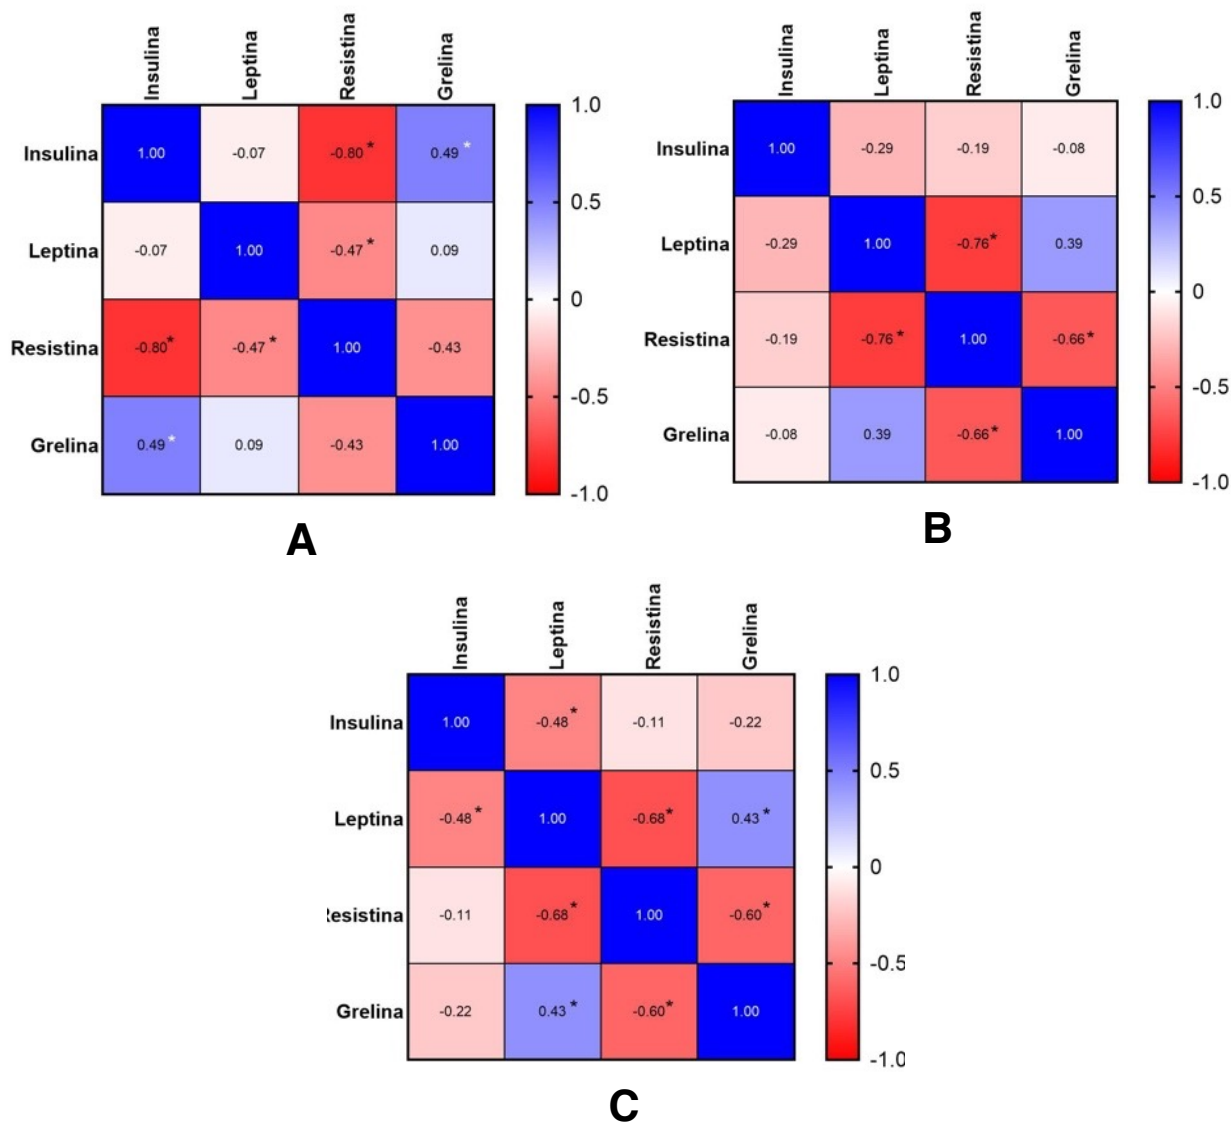 Insulina Leptina Resistina Grelina
Insulina 1.00 -0.07 -0.80* 0.49*
Leptina -0.07 1.00 -0.47* 0.09
Resistina -0.80* -0.47* 1.00 -0.43
Grelina 0.49* 0.09 -0.43 1.00
1.0
0.5
0
-0.5
-1.0
A
Insulina Leptina Resistina Grelina
Insulina 1.00 -0.29 -0.19 -0.08
Leptina -0.29 1.00 -0.76* 0.39
Resistina -0.19 -0.76* 1.00 -0.66*
Grelina -0.08 0.39 -0.66* 1.00
1.0
0.5
0
-0.5
-1.0
B
Insulina Leptina Resistina Grelina
Insulina 1.00 -0.48* -0.11 -0.22
Leptina -0.48* 1.00 -0.68* 0.43*
esistina -0.11 -0.68* 1.00 -0.60*
Grelina -0.22 0.43* -0.60* 1.00
1.0
0.5
0
-0.5
-1.0
C